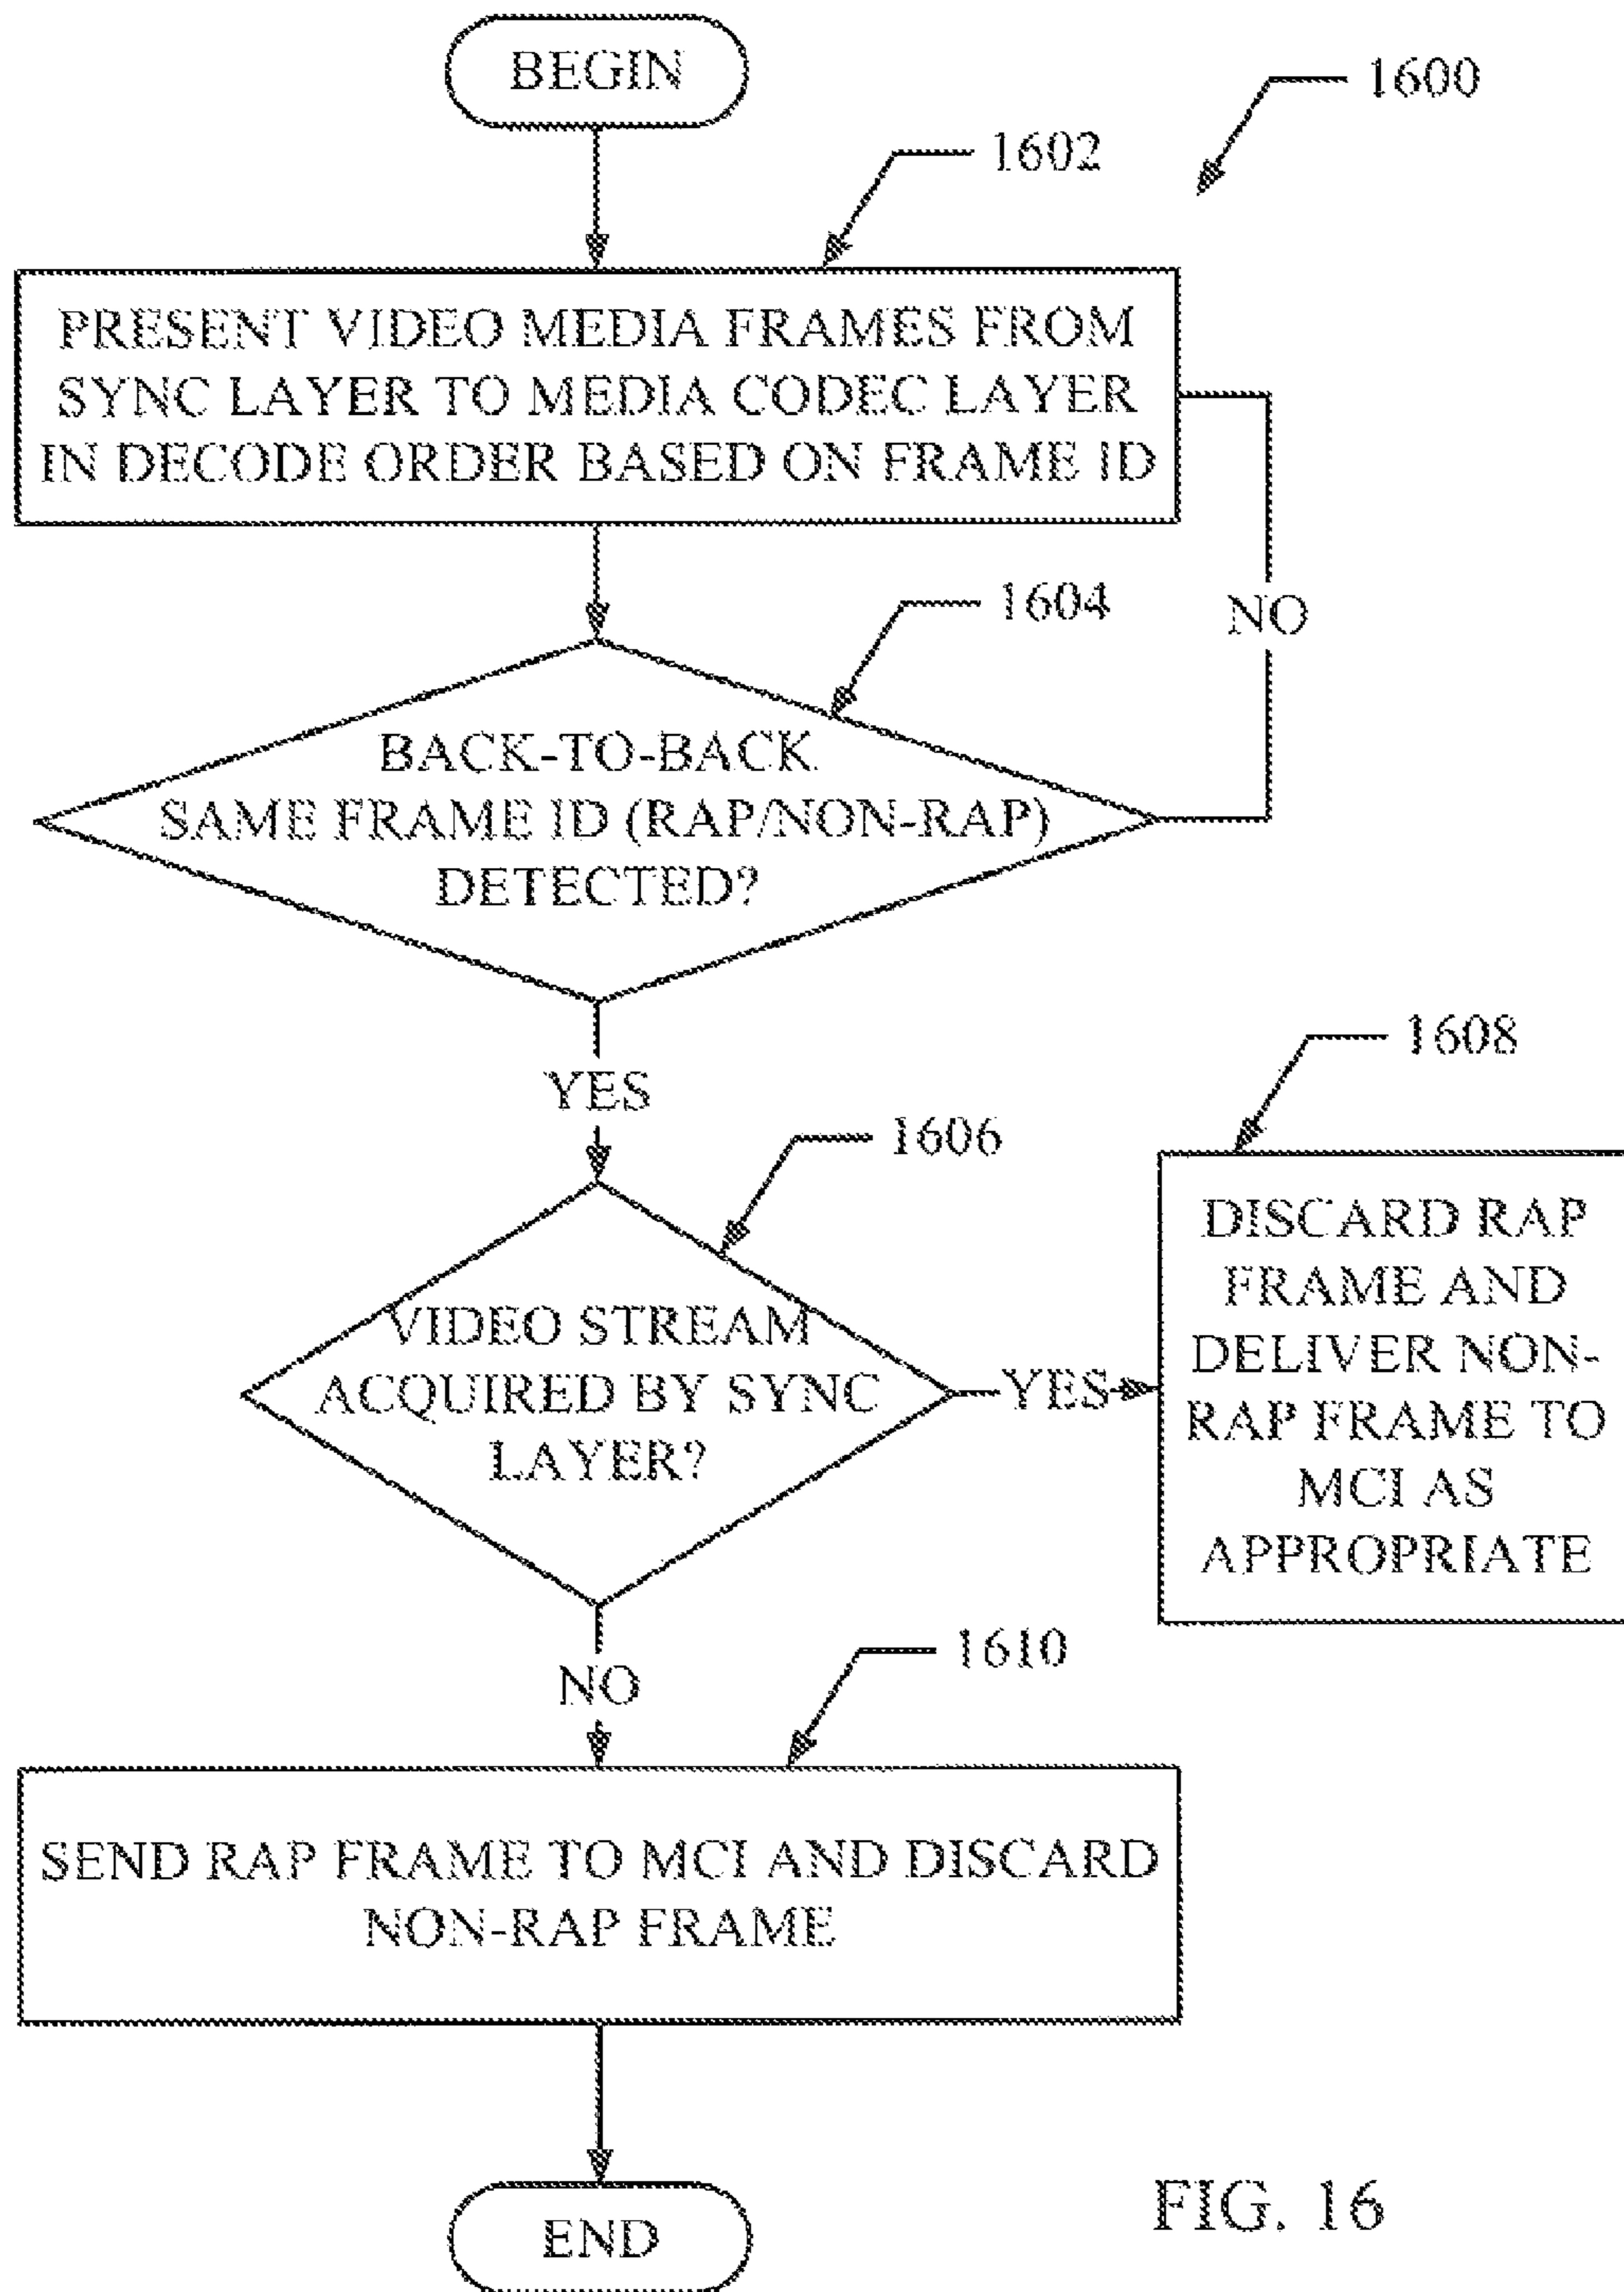 BEGIN
1600
1602
PRESENT VIDEO MEDIA FRAMES FROM
SYNC LAYER TO MEDIA CODEC LAYER
IN DECODE ORDER BASED ON FRAME ID
1604
NO
BACK-TO-BACK
SAME FRAME ID (RAP/NON-RAP)
DETECTED?
YES
1606
1608
VIDEO STREAM
ACQUIRED BY SYNC
LAYER?
YES
DISCARD RAP
FRAME AND
DELIVER NON-
RAP FRAME TO
MCI AS
APPROPRIATE
NO
1610
SEND RAP FRAME TO MCI AND DISCARD
NON-RAP FRAME
END
FIG. 16